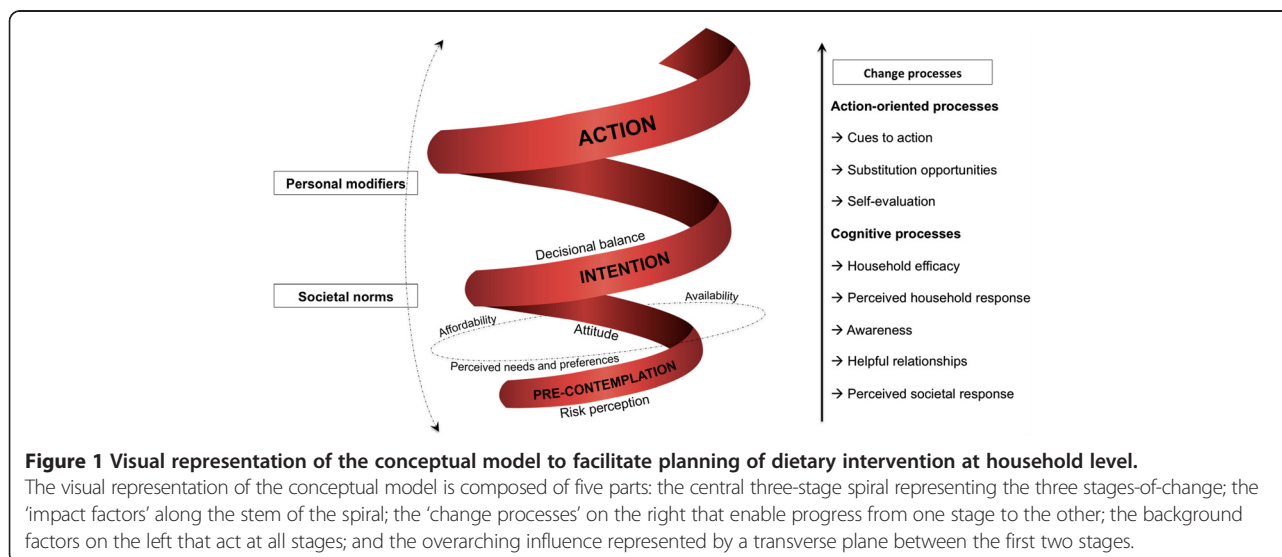 Change processes
Action-oriented processes
→ Cues to action
→ Substitution opportunities
→ Self-evaluation
Cognitive processes
→ Household efficacy
→ Perceived household response
→ Awareness
→ Helpful relationships
→ Perceived societal response
Personal modifiers
Societal norms
ACTION
Decisional balance
INTENTION
Availability
Affordability
Attitude
Perceived needs and preferences
PRE-CONTEMPLATION
Risk perception
Figure 1 Visual representation of the conceptual model to facilitate planning of dietary intervention at household level.
The visual representation of the conceptual model is composed of five parts: the central three-stage spiral representing the three stages-of-change; the
‘impact factors’ along the stem of the spiral; the ‘change processes’ on the right that enable progress from one stage to the other; the background
factors on the left that act at all stages; and the overarching influence represented by a transverse plane between the first two stages.